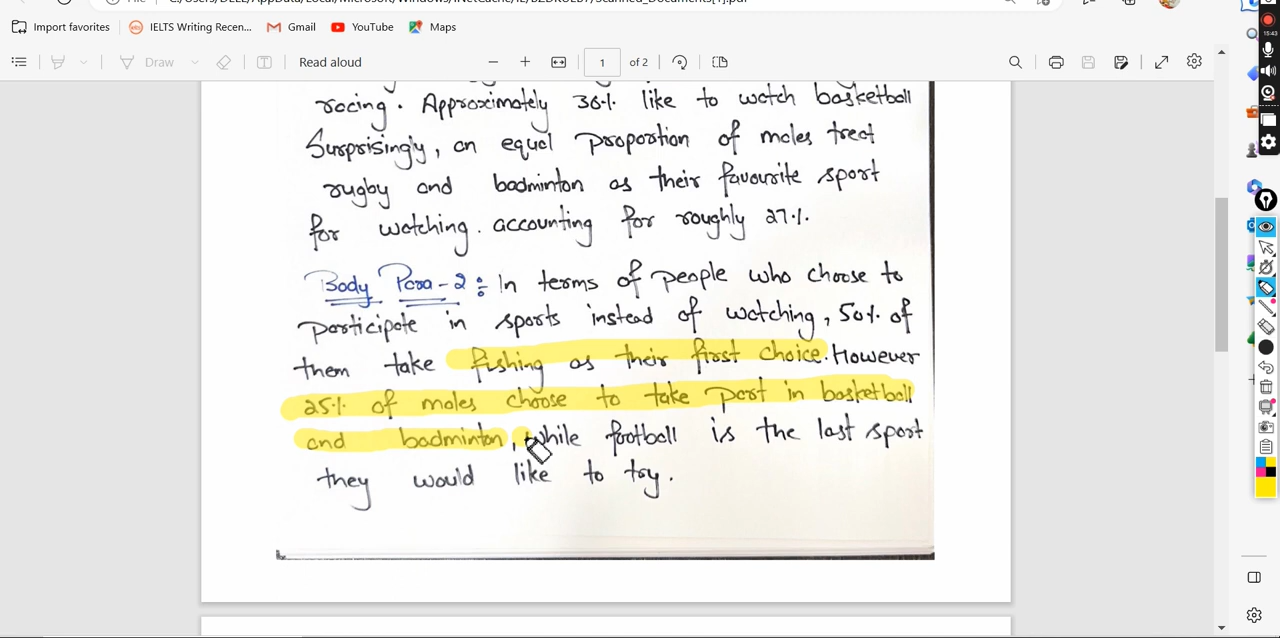 Import favorites IELTS Writing Recen... Gmail YouTube Maps
Draw Read aloud 1 of 2
15:43
racing. Approximately 36% like to watch basketball
Surprisingly, an equal proportion of males treat
rugby and badminton as their favourite sport
for watching. accounting for roughly 27%.
Body Para-2: In terms of people who choose to
participate in sports instead of watching, 50% of
them take fishing as their first choice. However
25% of males choose to take part in basketball
and badminton, while football is the last sport
they would like to try.